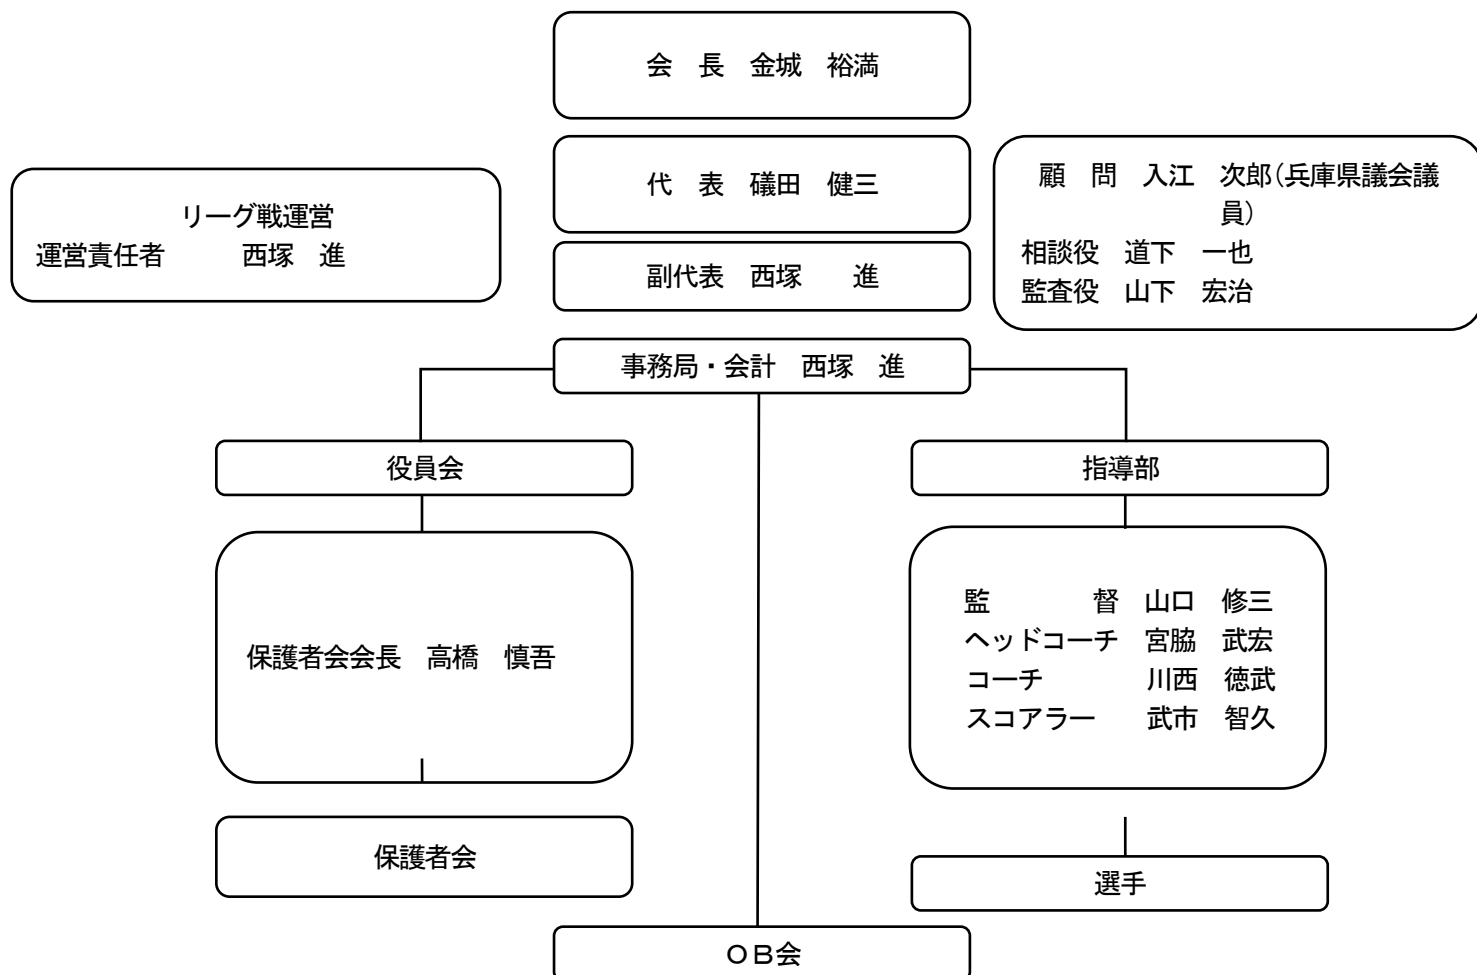 会　長　金城　裕満
代　表　礒田　健三
顧　問　入江　次郎（兵庫県議会議
員）
相談役　道下　一也
監査役　山下　宏治
リーグ戦運営
運営責任者　　　西塚　進
副代表　西塚　　進
事務局・会計　西塚　進
役員会
指導部
保護者会会長　高橋　慎吾
監　　　　督　山口　修三
ヘッドコーチ　宮脇　武宏
コーチ　　　　川西　徳武
スコアラー　　武市　智久
保護者会
選手
ＯＢ会